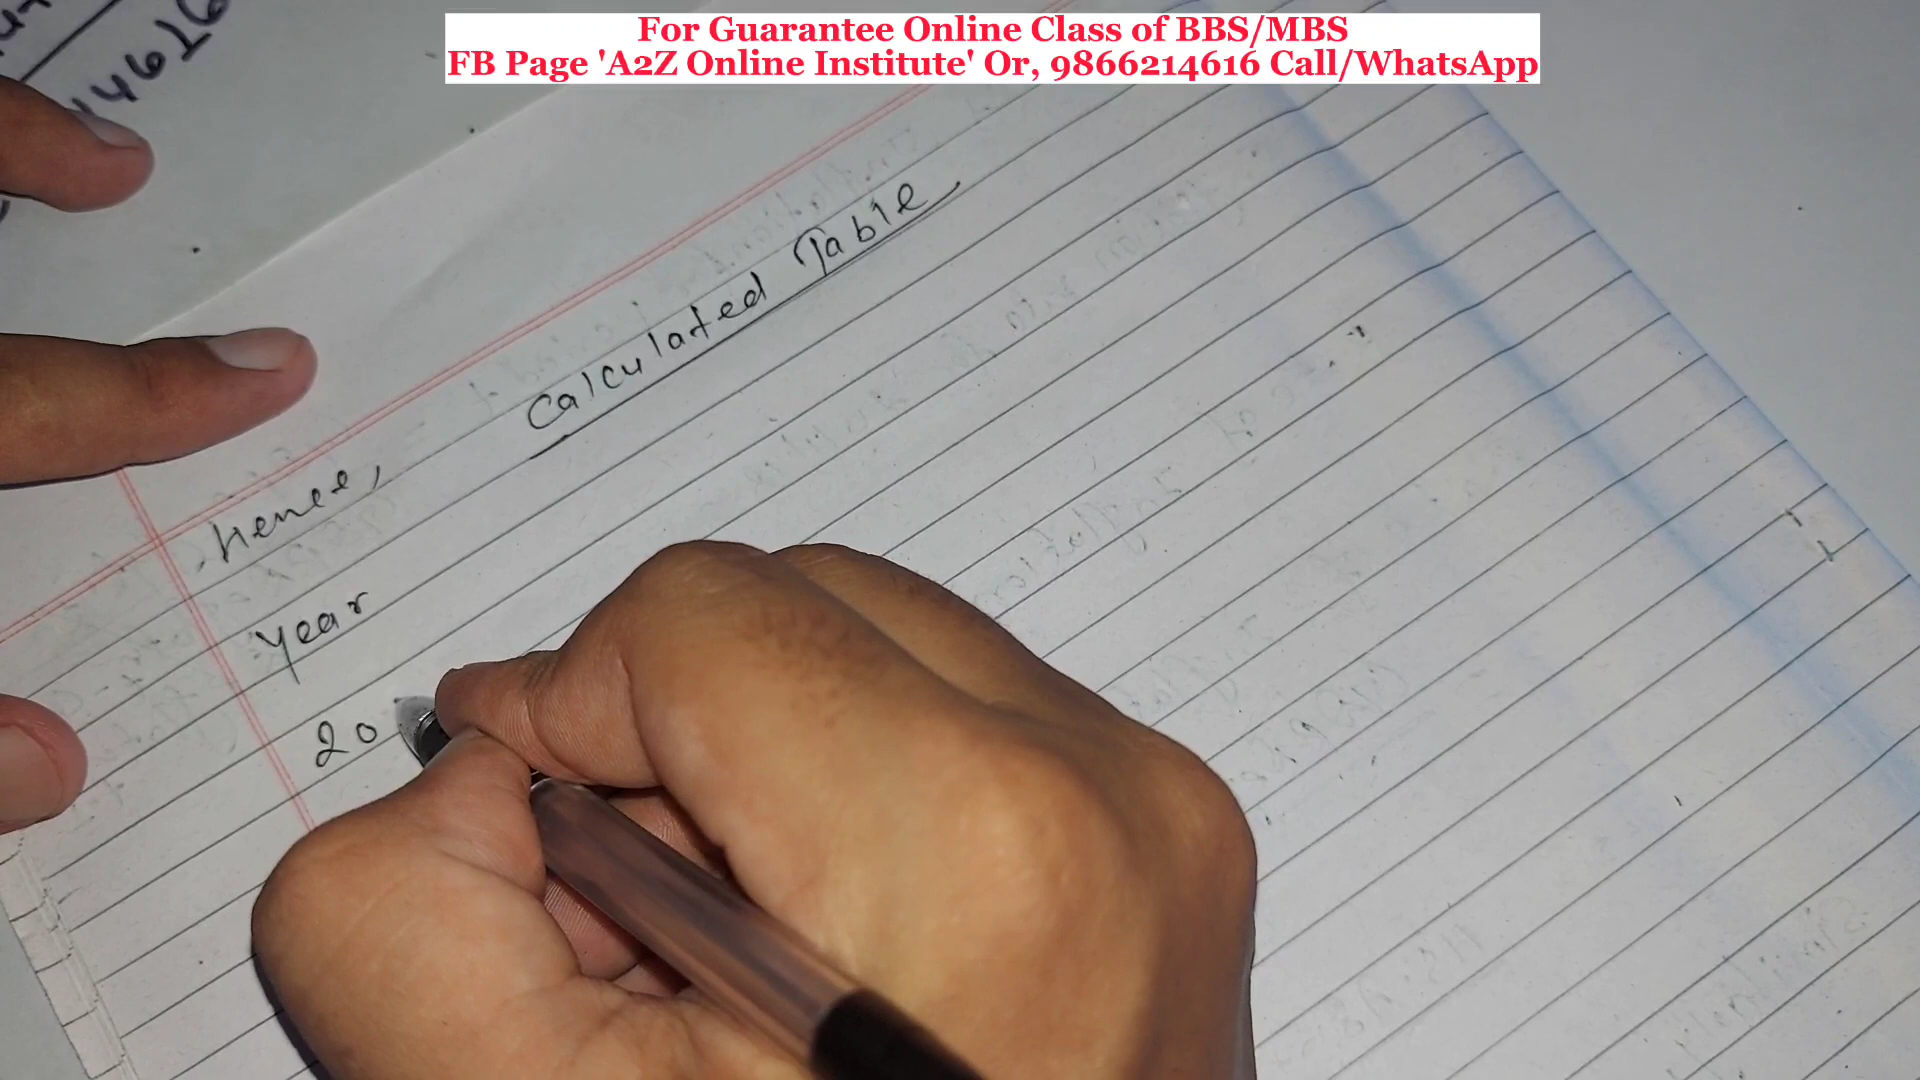 For Guarantee Online Class of BBS/MBS
FB Page 'A2Z Online Institute' Or, 9866214616 Call/WhatsApp
14616
Calculated Table
Hence,
Year
20